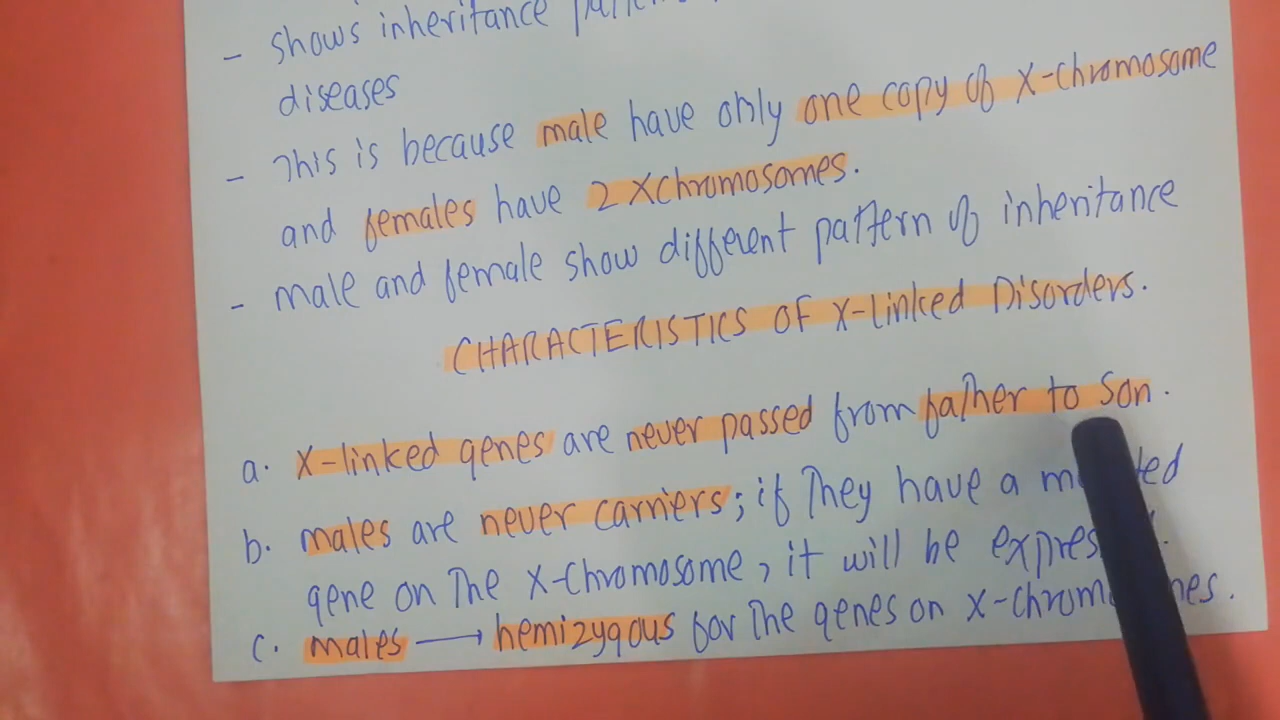 - shows inheritance
diseases
- This is because male have only one copy of X-chromosome
and females have 2 Xchromosomes.
- male and female show different pattern of inheritance
CHARACTERISTICS OF X-linked Disorders.
a. X-linked genes are never passed from father to son.
b. males are never carriers; if They have a
gene on The X-Chromosome, it will be
c. males → hemizygous for The genes on